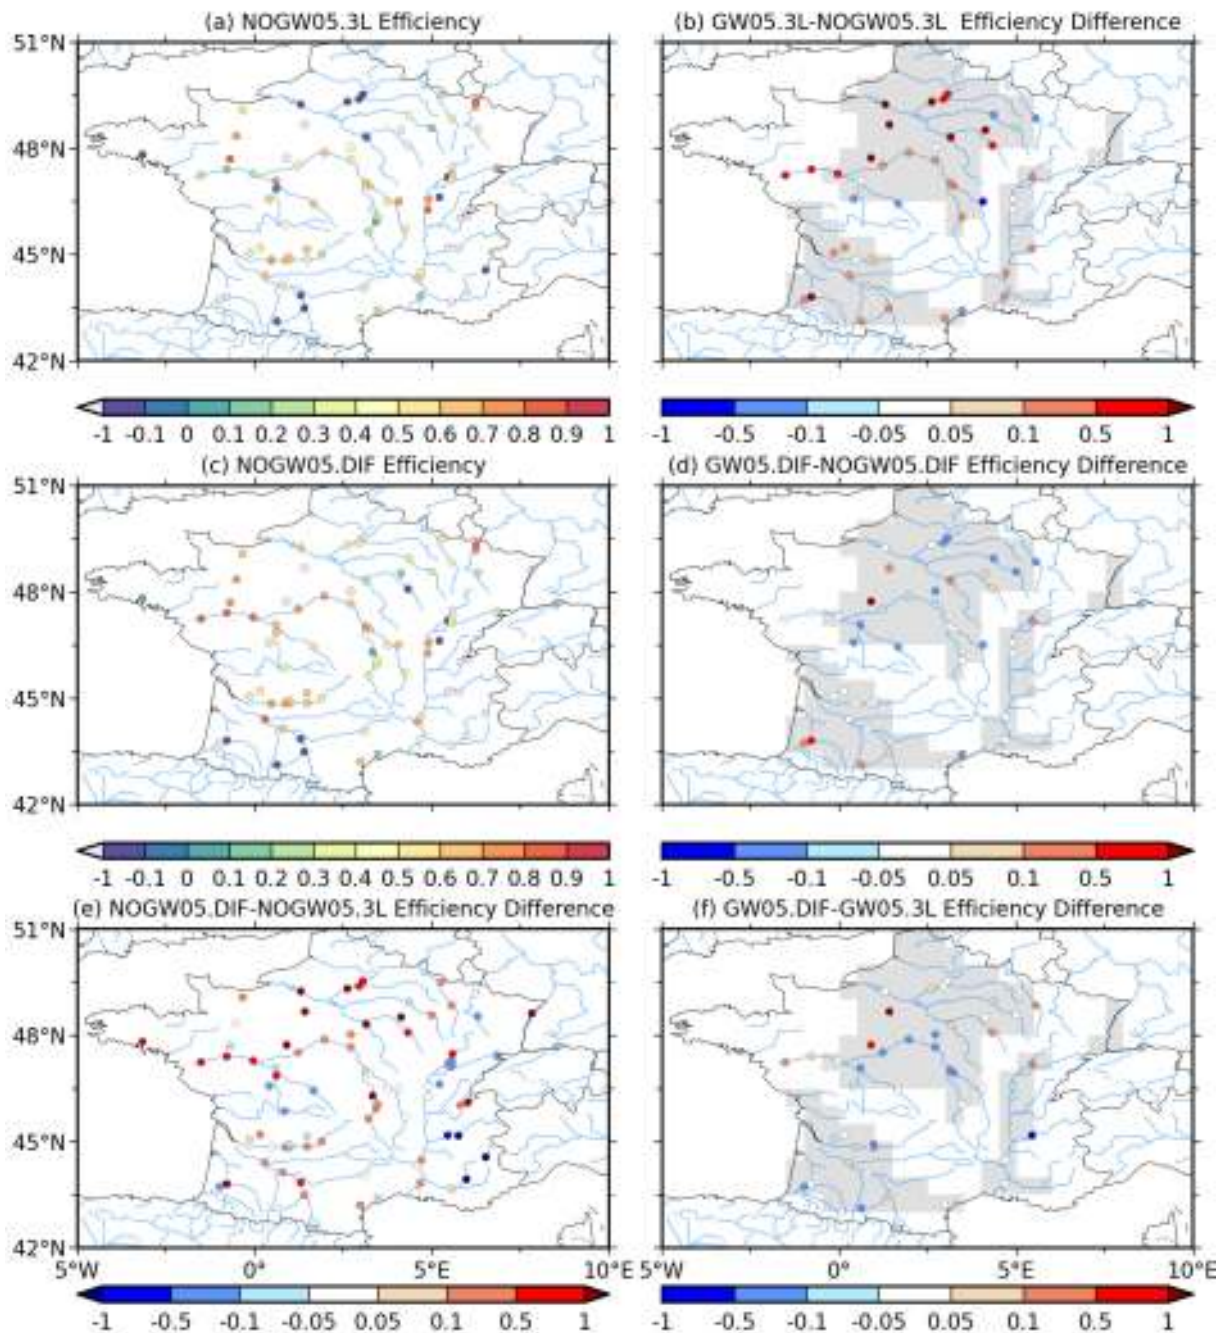 (a) NOGW05.3L Efficiency
(b) GW05.3L-NOGW05.3L Efficiency Difference
51°N
48°N
45°N
42°N
-1 -0.1 0 0.1 0.2 0.3 0.4 0.5 0.6 0.7 0.8 0.9 1
-1 -0.5 -0.1 -0.05 0.05 0.1 0.5 1
(c) NOGW05.DIF Efficiency
(d) GW05.DIF-NOGW05.DIF Efficiency Difference
51°N
48°N
45°N
42°N
-1 -0.1 0 0.1 0.2 0.3 0.4 0.5 0.6 0.7 0.8 0.9 1
-1 -0.5 -0.1 -0.05 0.05 0.1 0.5 1
(e) NOGW05.DIF-NOGW05.3L Efficiency Difference
(f) GW05.DIF-GW05.3L Efficiency Difference
51°N
48°N
45°N
42°N
5°W 0° 5°E 10°E
5°W 0° 5°E 10°E
-1 -0.5 -0.1 -0.05 0.05 0.1 0.5 1
-1 -0.5 -0.1 -0.05 0.05 0.1 0.5 1